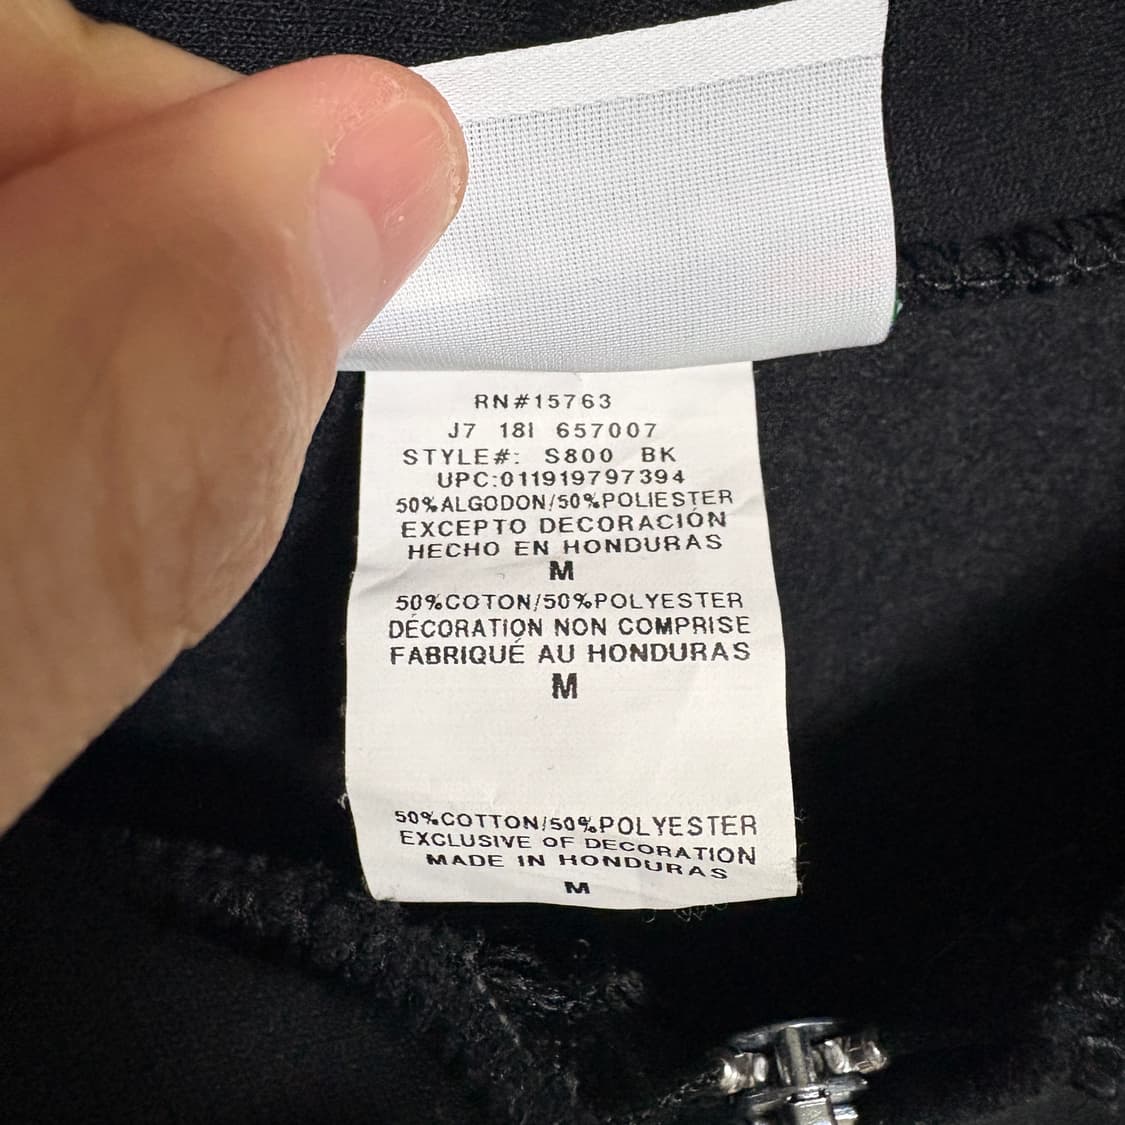 RN#15763
J7 18I 657007
STYLE#: S800 BK
UPC:011919797394
50%ALGODON/50%POLIESTER
EXCEPTO DECORACIÓN
HECHO EN HONDURAS
M
50%COTON/50%POLYESTER
DÉCORATION NON COMPRISE
FABRIQUÉ AU HONDURAS
M
50%COTTON/50%POLYESTER
EXCLUSIVE OF DECORATION
MADE IN HONDURAS
M